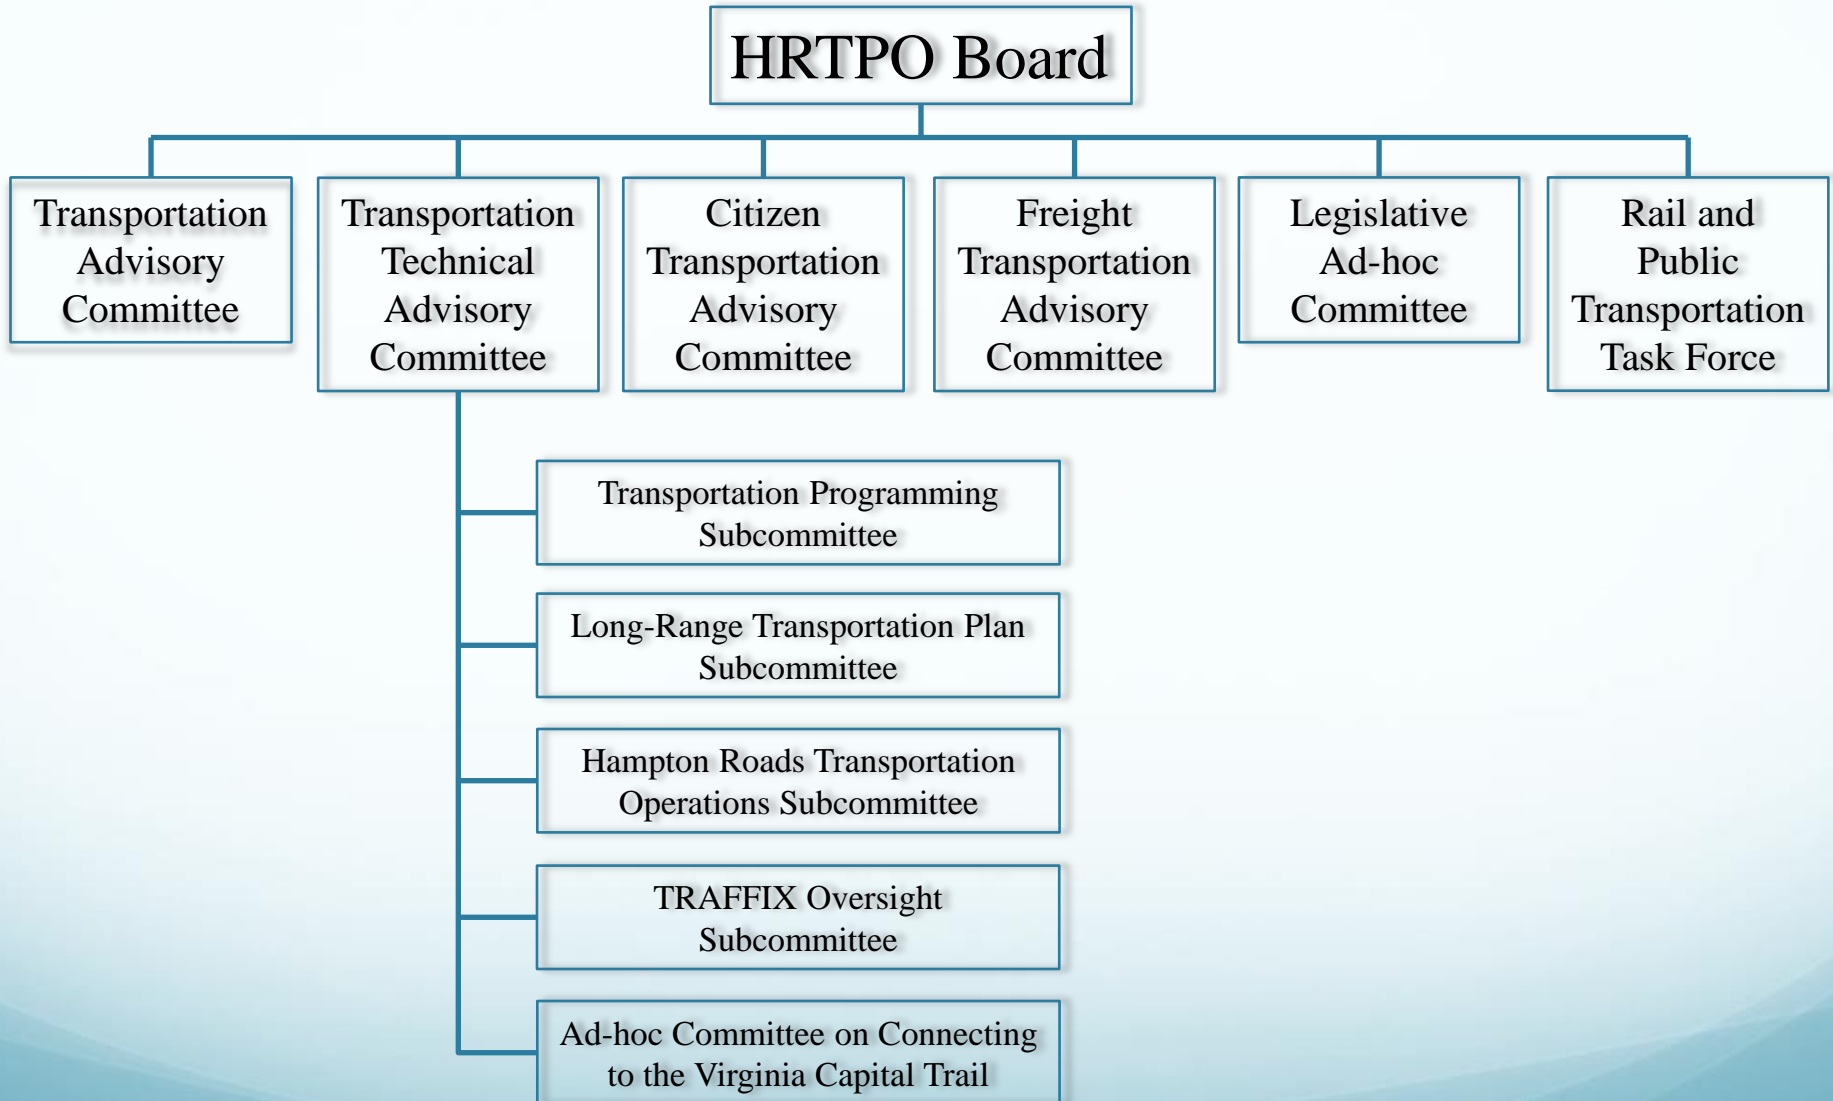 HRTPO Board
Transportation
Advisory
Committee
Transportation
Technical
Advisory
Committee
Citizen
Transportation
Advisory
Committee
Freight
Transportation
Advisory
Committee
Legislative
Ad-hoc
Committee
Rail and
Public
Transportation
Task Force
Transportation Programming
Subcommittee
Long-Range Transportation Plan
Subcommittee
Hampton Roads Transportation
Operations Subcommittee
TRAFFIX Oversight
Subcommittee
Ad-hoc Committee on Connecting
to the Virginia Capital Trail